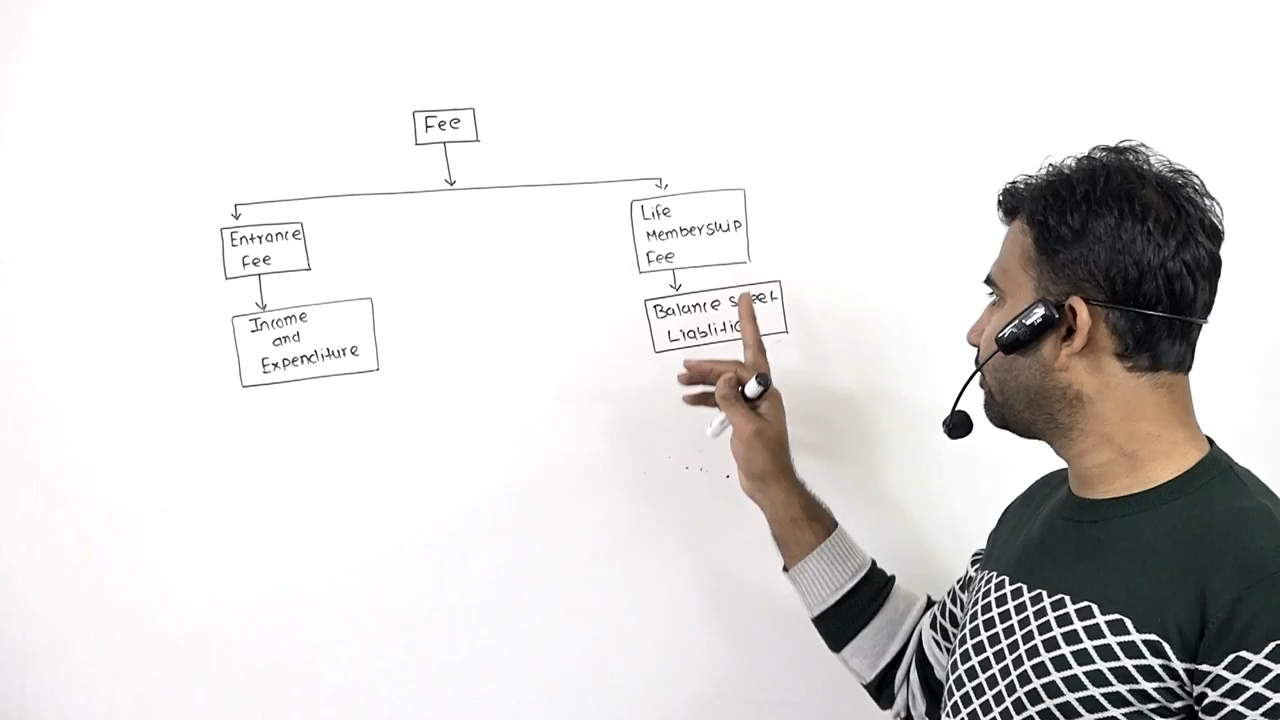 Fee
Entrance
Fee
Income
and
Expenditure
Life
Membership
Fee
Balance